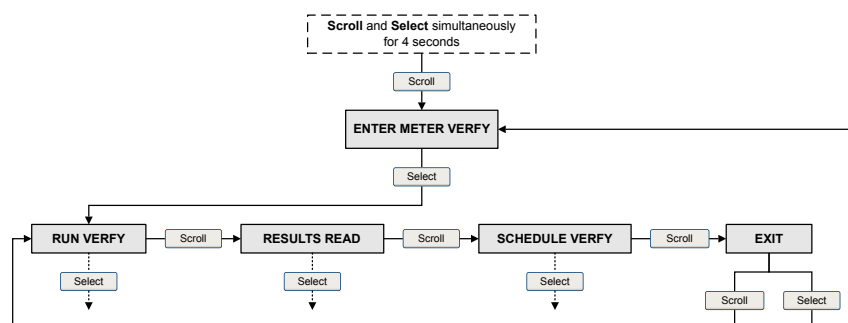 Scroll and Select simultaneously
for 4 seconds
Scroll
ENTER METER VERFY
Select
RUN VERFY
Scroll
RESULTS READ
Scroll
SCHEDULE VERFY
Scroll
EXIT
Select
Select
Select
Scroll
Select